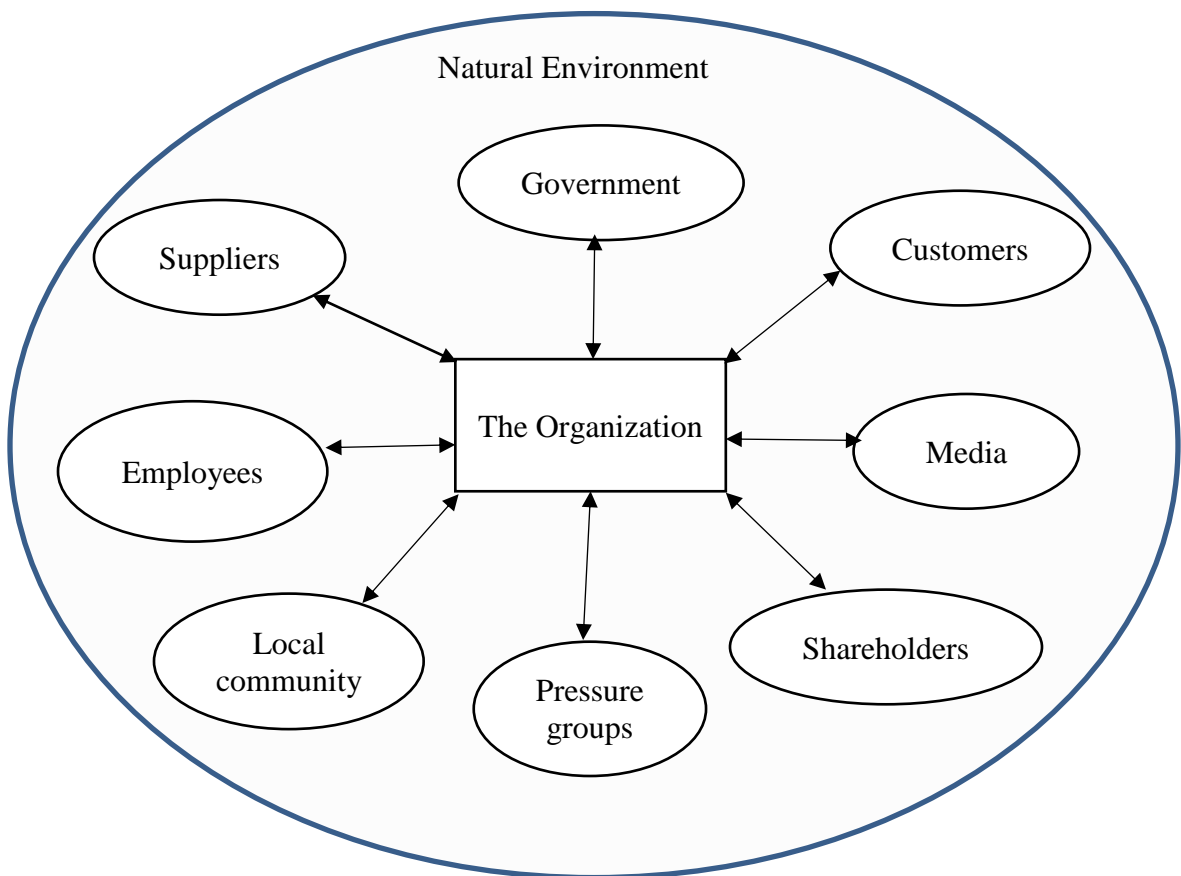 Natural Environment
Government
Suppliers
Customers
The Organization
Employees
Media
Local
community
Pressure
groups
Shareholders